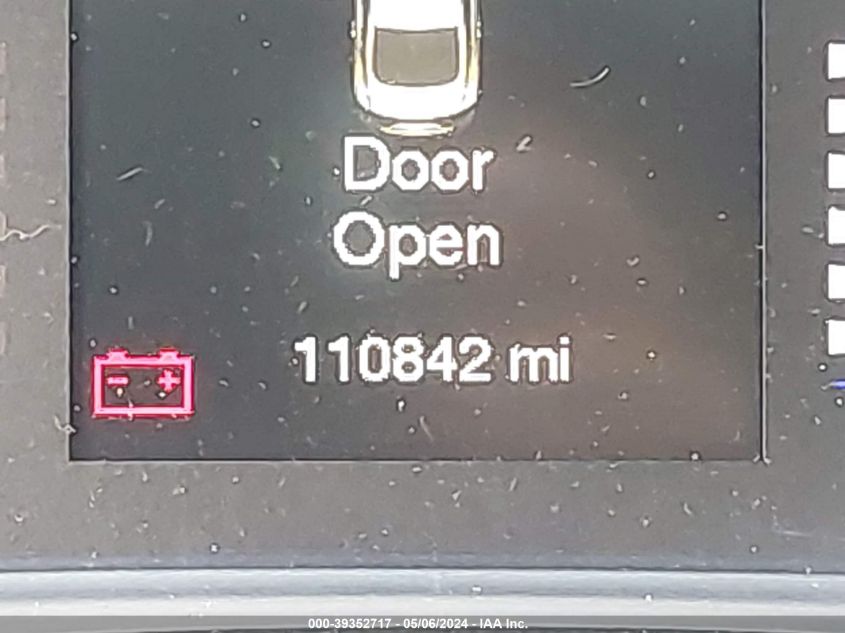 Door
Open
110842 mi
000-39352717 - 05/06/2024 - IAA Inc.